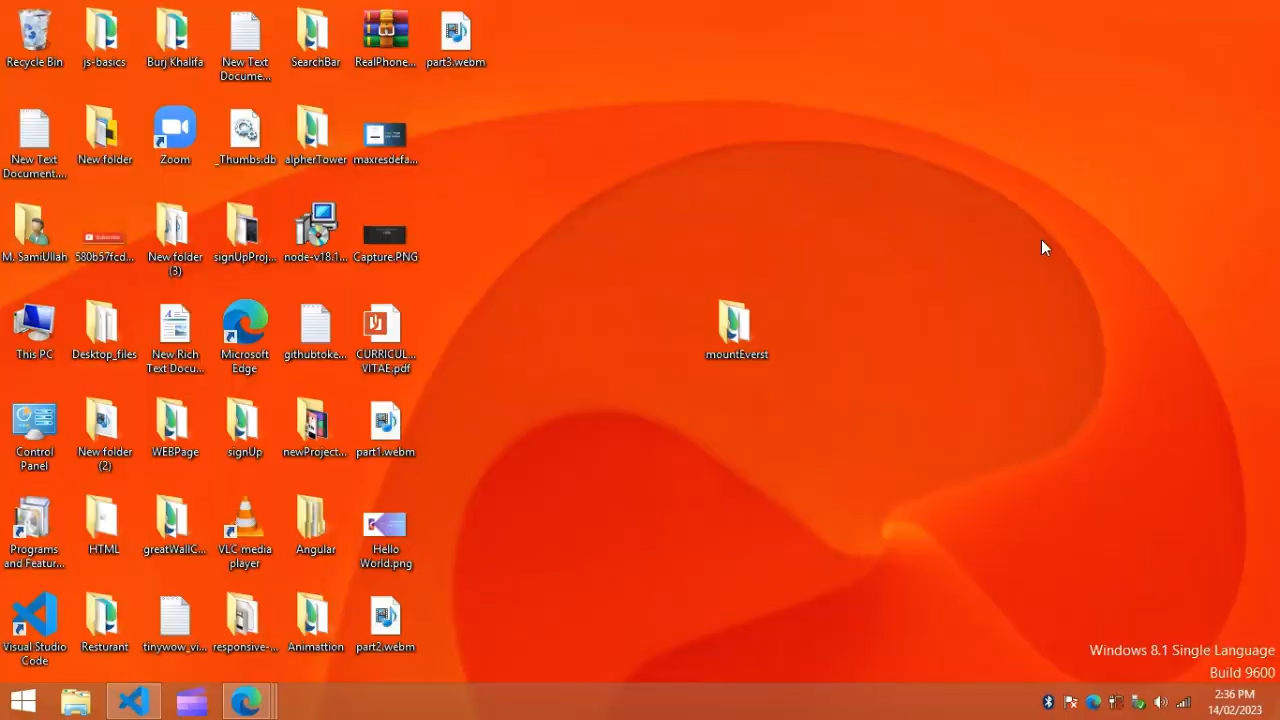 Recycle Bin
js-basics
Burj Khalifa
New Text
Docume...
SearchBar
RealPhone...
part3.webm
New Text
Document....
New folder
Zoom
_Thumbs.db
alpherTower
maxresdefa...
M. SamiUllah
Subscribe
580b57fcd...
New folder
(3)
signUpProj...
node-v18.1...
Capture.PNG
This PC
Desktop_files
New Rich
Text Docu...
Microsoft
Edge
githubtoke...
CURRICUL...
VITAE.pdf
mountEverst
Control
Panel
New folder
(2)
WEBPage
signUp
newProject...
part1.webm
Programs
and Featur...
HTML
greatWallC...
VLC media
player
Angular
Hello
World.png
Visual Studio
Code
Resturant
tinywow_vi...
responsive-...
Animattion
part2.webm
Windows 8.1 Single Language
Build 9600
2:36 PM
14/02/2023